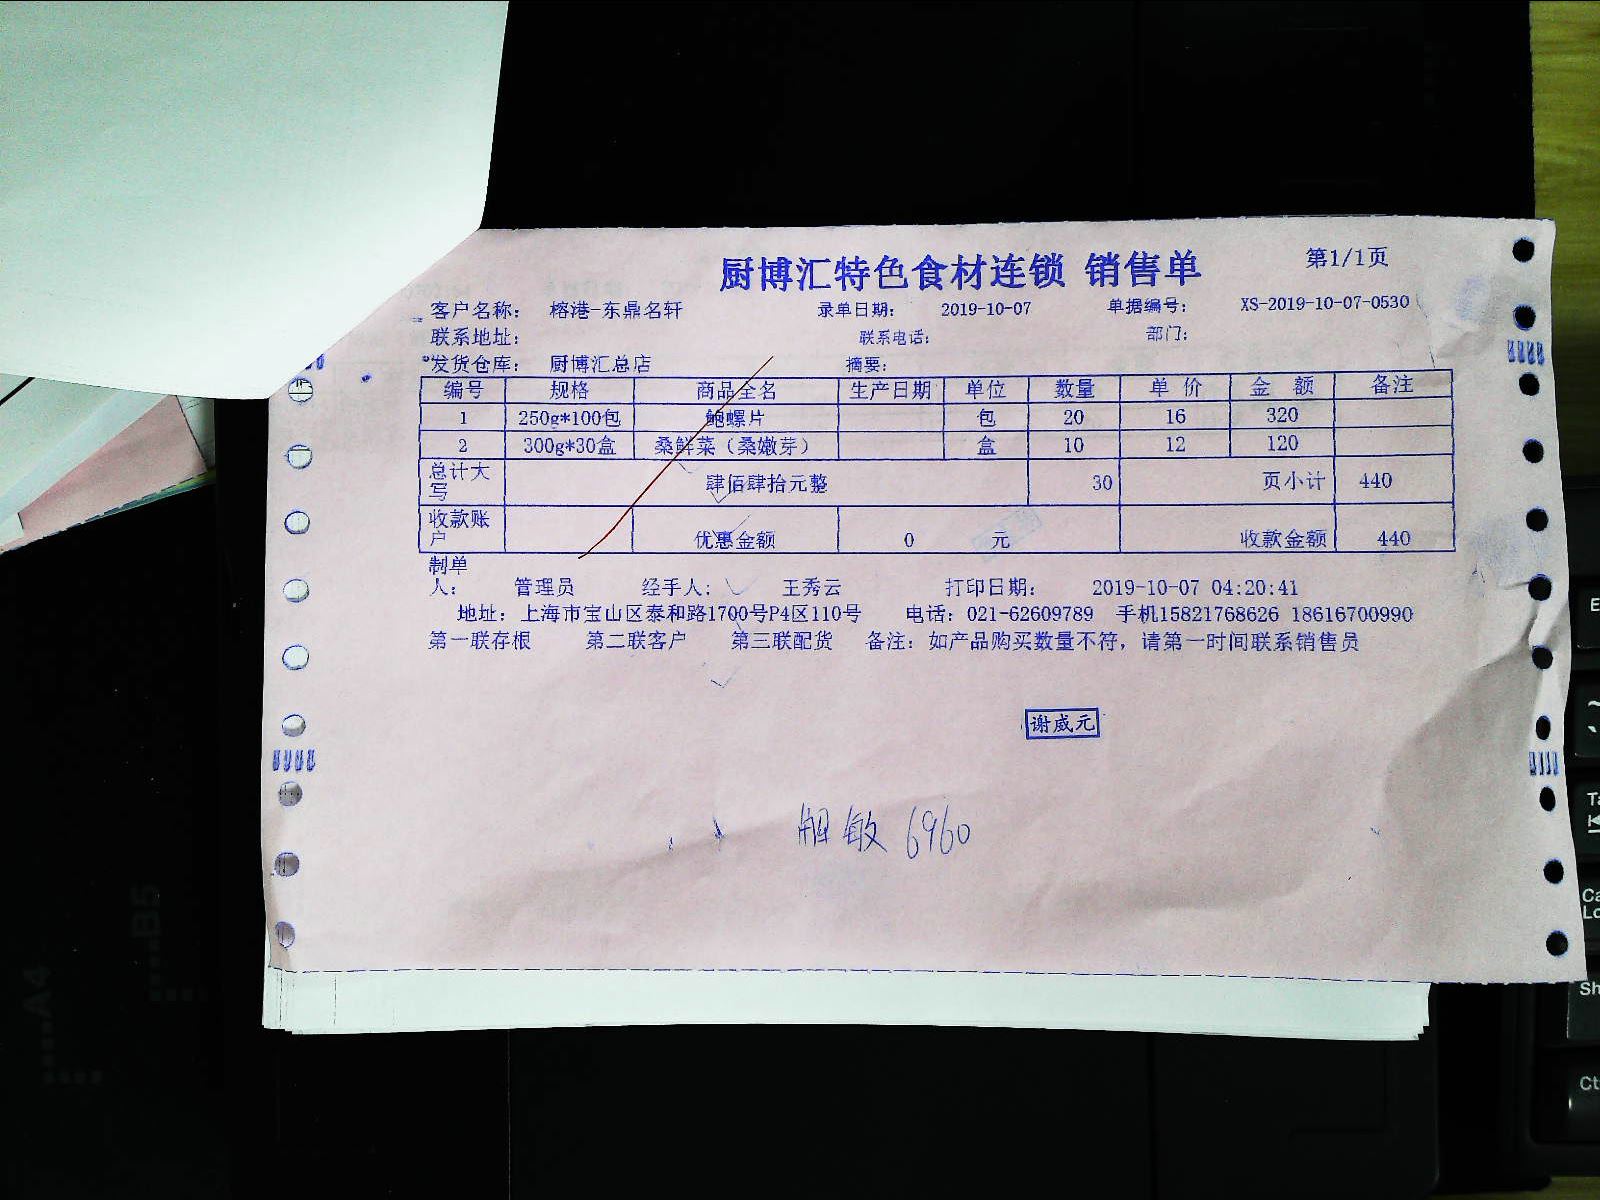 厨博汇特色食材连锁 销售单 第1/1页
客户名称： 榕港-东鼎名轩 录单日期： 2019-10-07 单据编号： XS-2019-10-07-0530
联系地址： 联系电话： 部门：
发货仓库： 厨博汇总店 摘要：
编号 规格 商品全名 生产日期 单位 数量 单 价 金 额 备注
1 250g*100包 鲍螺片 包 20 16 320
2 300g*30盒 桑鲜菜（桑嫩芽） 盒 10 12 120
总计大写 肆佰肆拾元整 30 页小计 440
收款账户 优惠金额 0 元 收款金额 440
制单人： 管理员 经手人： 王秀云 打印日期： 2019-10-07 04:20:41
地址：上海市宝山区泰和路1700号P4区110号 电话：021-62609789 手机15821768626 18616700990
第一联存根 第二联客户 第三联配货 备注：如产品购买数量不符，请第一时间联系销售员
谢威元
6960
B5
A4